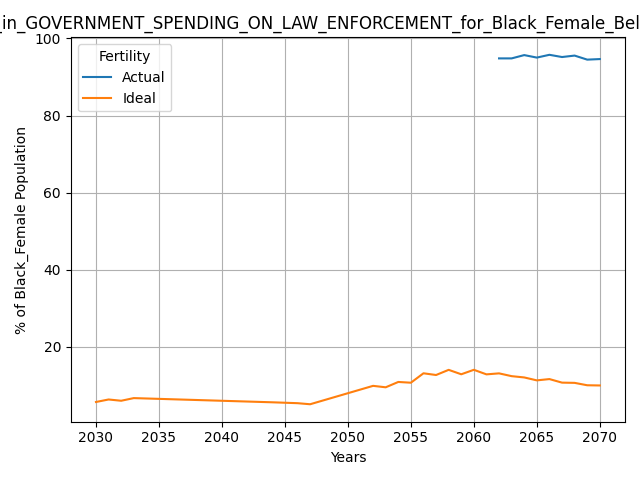 _in_GOVERNMENT_SPENDING_ON_LAW_ENFORCEMENT_for_Black_Female_Bel
Fertility
Actual
Ideal
% of Black_Female Population
100
80
60
40
20
2030 2035 2040 2045 2050 2055 2060 2065 2070
Years